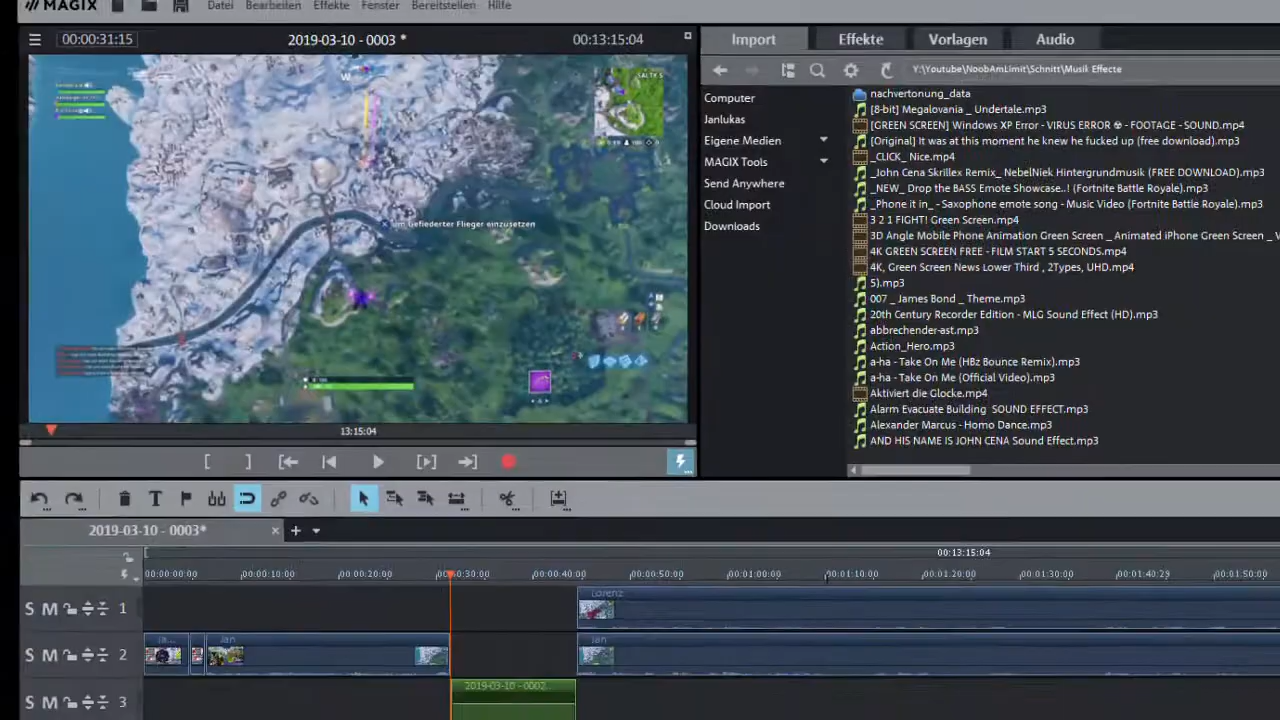 MAGIX Datei Bearbeiten Effekte Fenster Bereitstellen Hilfe
00:00:31:15 2019-03-10 - 0003 * 00:13:15:04
Import Effekte Vorlagen Audio
Y:\Youtube\NoobAmLimit\Schnitt\Musik Effecte
Computer
Janlukas
Eigene Medien
MAGIX Tools
Send Anywhere
Cloud Import
Downloads
nachvertonung_data
[8-bit] Megalovania _ Undertale.mp3
[GREEN SCREEN] Windows XP Error - VIRUS ERROR ☢ - FOOTAGE - SOUND.mp4
[Original] It was at this moment he knew he fucked up (free download).mp3
_CLICK_ Nice.mp4
_John Cena Skrillex Remix_ NebelNiek Hintergrundmusik (FREE DOWNLOAD).mp3
_NEW_ Drop the BASS Emote Showcase..! (Fortnite Battle Royale).mp3
_Phone it in_ - Saxophone emote song - Music Video (Fortnite Battle Royale).mp3
3 2 1 FIGHT! Green Screen.mp4
3D Angle Mobile Phone Animation Green Screen _ Animated iPhone Green Screen _ V
4K GREEN SCREEN FREE - FILM START 5 SECONDS.mp4
4K, Green Screen News Lower Third , 2Types, UHD.mp4
5).mp3
007 _ James Bond _ Theme.mp3
20th Century Recorder Edition - MLG Sound Effect (HD).mp3
abbrechender-ast.mp3
Action_Hero.mp3
a-ha - Take On Me (HBz Bounce Remix).mp3
a-ha - Take On Me (Official Video).mp3
Aktiviert die Glocke.mp4
Alarm Evacuate Building SOUND EFFECT.mp3
Alexander Marcus - Homo Dance.mp3
AND HIS NAME IS JOHN CENA Sound Effect.mp3
W
SALTY S
um Gefiederter Flieger einzusetzen
13:15:04
2019-03-10 - 0003*
00:13:15:04
00:00:00:00 00:00:10:00 00:00:20:00 00:00:30:00 00:00:40:00 00:00:50:00 00:01:00:00 00:01:10:00 00:01:20:00 00:01:30:00 00:01:40:29 00:01:50:00
Lorenz
S M 1
Ja... Jan Jan
S M 2
2019-03-10 - 0002...
S M 3